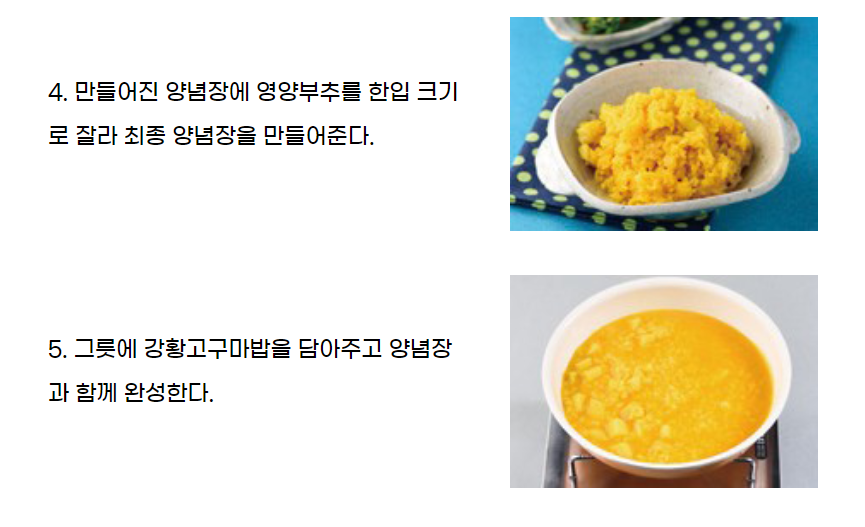 4. 만들어진 양념장에 영양부추를 한입 크기
로 잘라 최종 양념장을 만들어준다.
5. 그릇에 강황고구마밥을 담아주고 양념장
과 함께 완성한다.